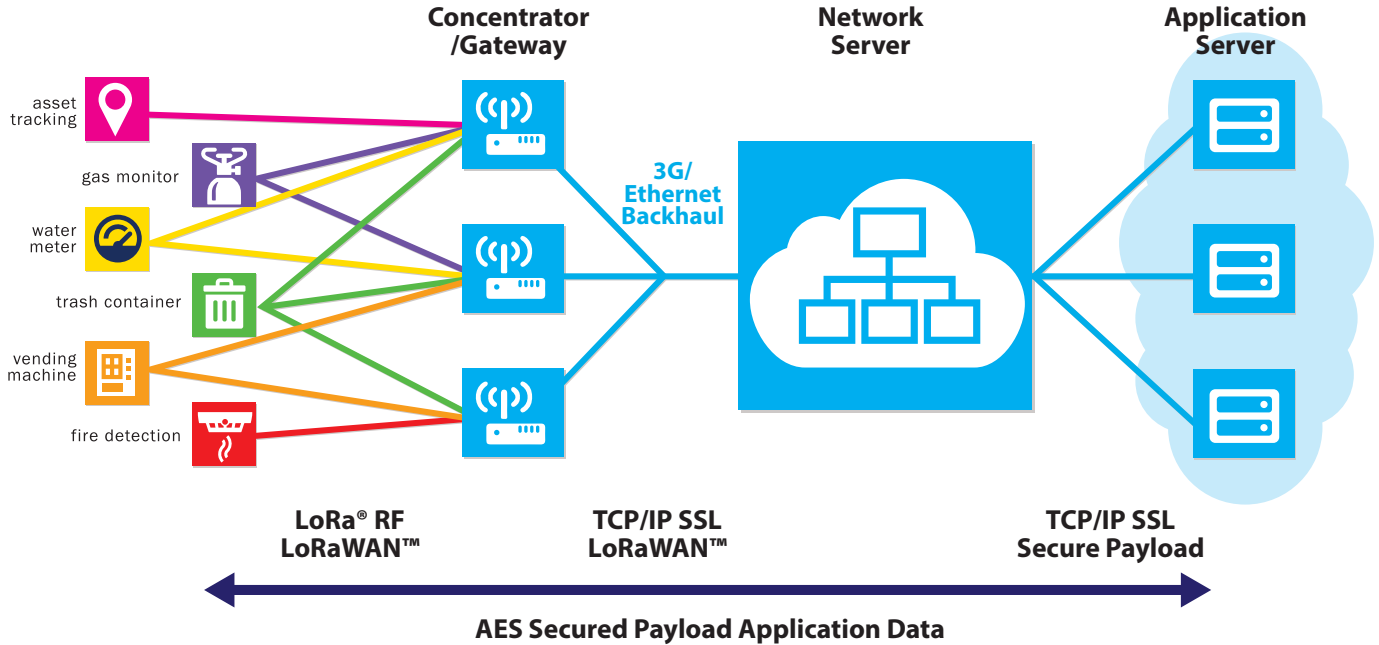 Concentrator
/Gateway
Network
Server
Application
Server
asset
tracking
gas monitor
water
meter
trash container
vending
machine
fire detection
3G/
Ethernet
Backhaul
LoRa® RF
LoRaWAN™
TCP/IP SSL
LoRaWAN™
TCP/IP SSL
Secure Payload
AES Secured Payload Application Data